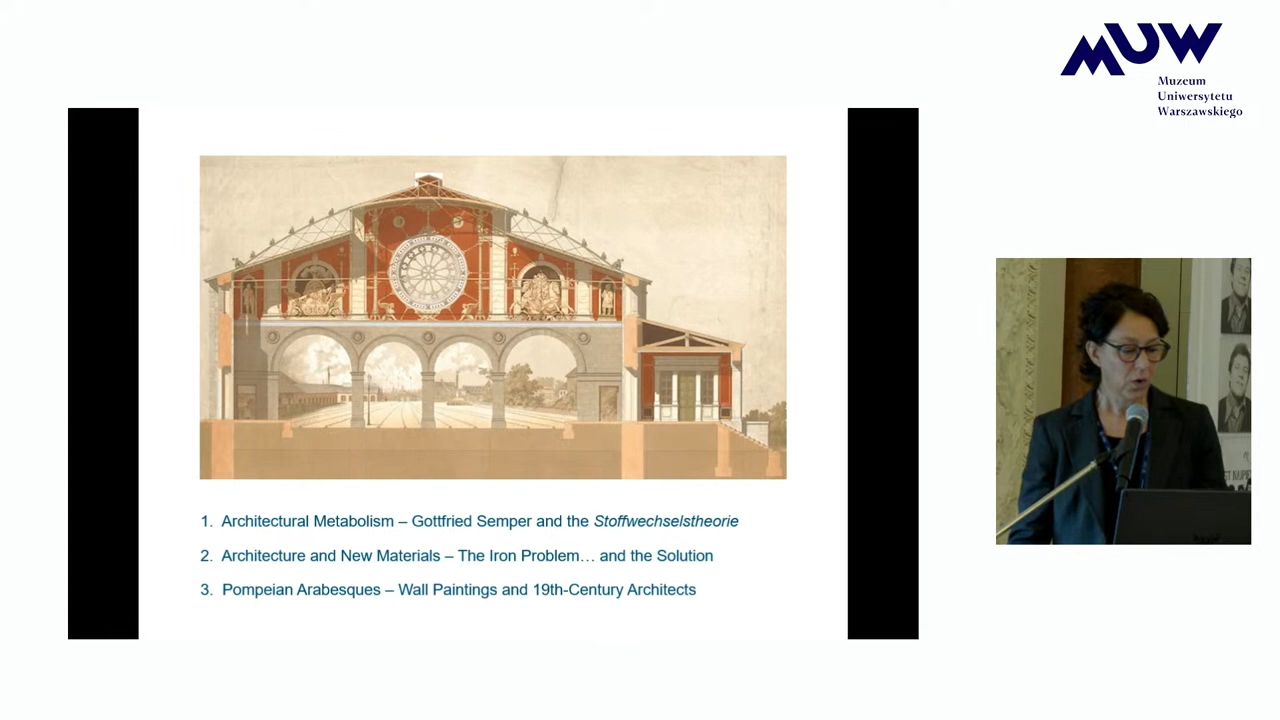 MUW
Muzeum
Uniwersytetu
Warszawskiego
1. Architectural Metabolism – Gottfried Semper and the Stoffwechselstheorie
2. Architecture and New Materials – The Iron Problem… and the Solution
3. Pompeian Arabesques – Wall Paintings and 19th-Century Architects